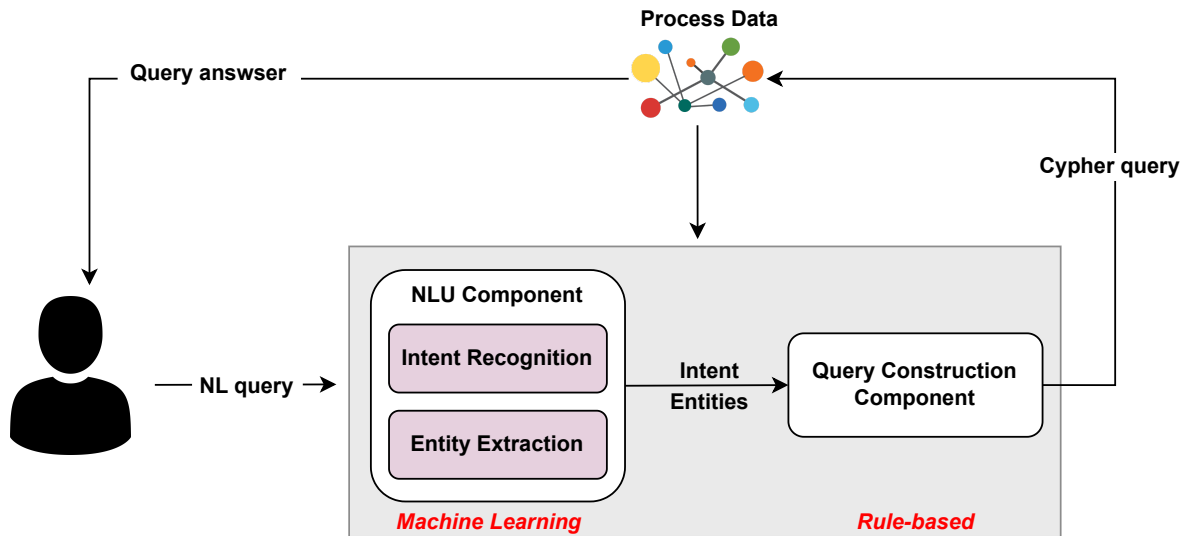 Process Data
Query answser
Cypher query
NLU Component
Intent Recognition
Entity Extraction
NL query
Intent
Entities
Query Construction
Component
Machine Learning
Rule-based